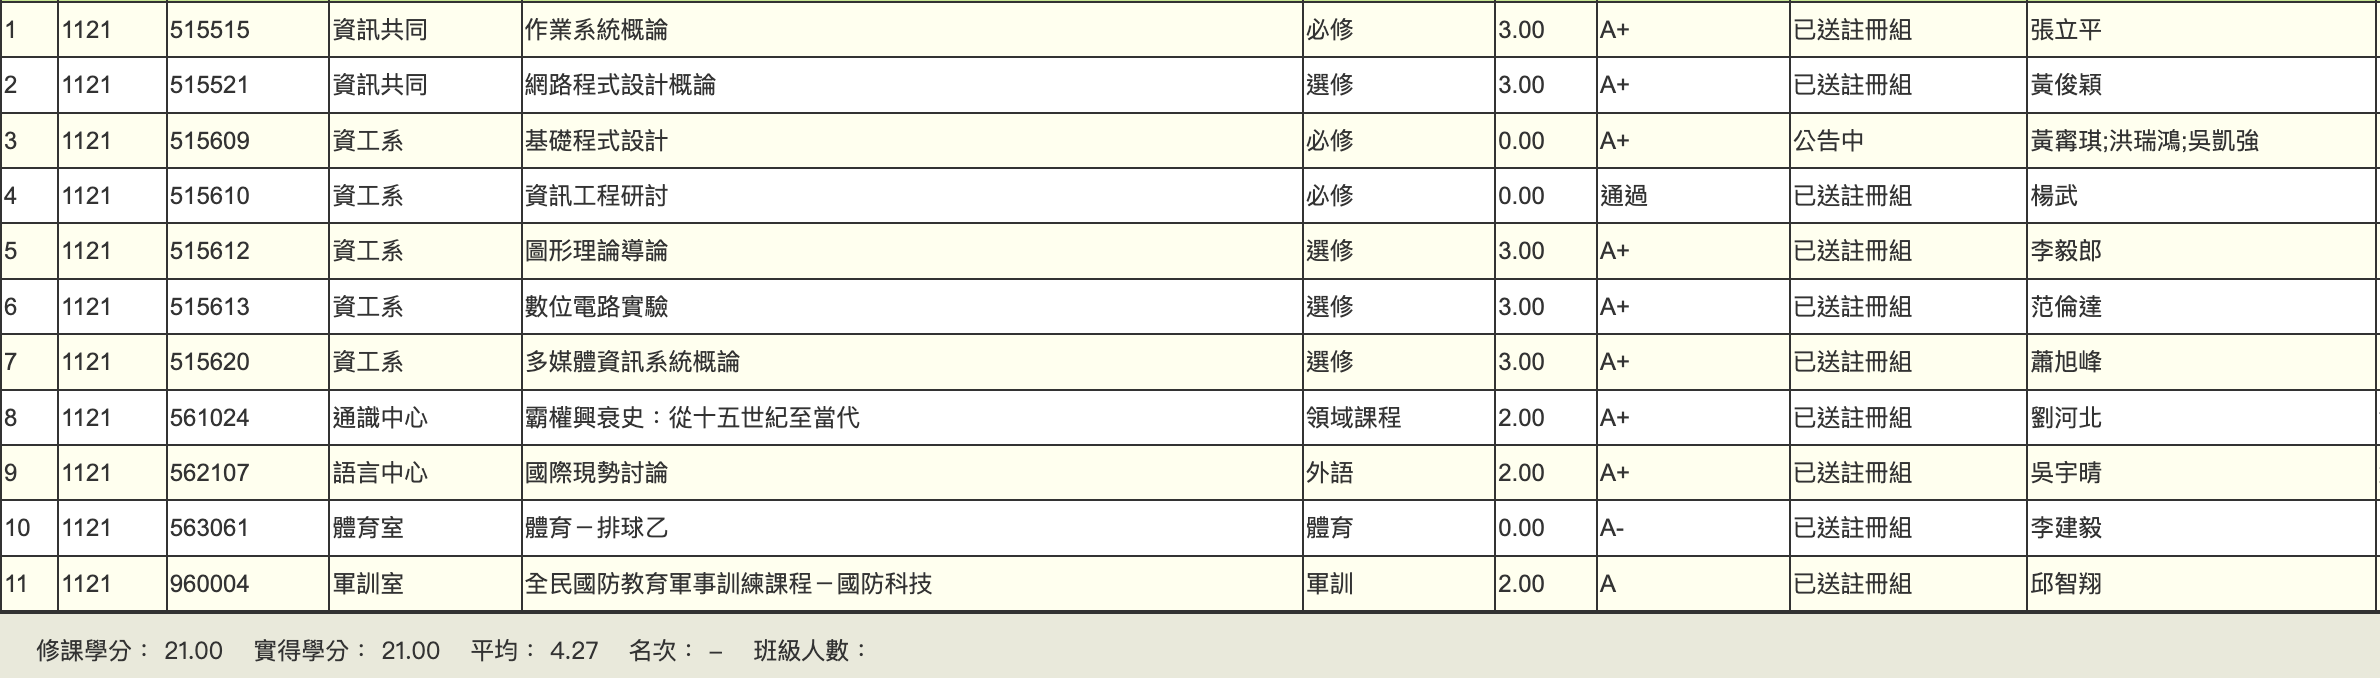 1 1121 515515 資訊共同 作業系統概論 必修 3.00 A+ 已送註冊組 張立平
2 1121 515521 資訊共同 網路程式設計概論 選修 3.00 A+ 已送註冊組 黃俊穎
3 1121 515609 資工系 基礎程式設計 必修 0.00 A+ 公告中 黃寗琪;洪瑞鴻;吳凱強
4 1121 515610 資工系 資訊工程研討 必修 0.00 通過 已送註冊組 楊武
5 1121 515612 資工系 圖形理論導論 選修 3.00 A+ 已送註冊組 李毅郎
6 1121 515613 資工系 數位電路實驗 選修 3.00 A+ 已送註冊組 范倫達
7 1121 515620 資工系 多媒體資訊系統概論 選修 3.00 A+ 已送註冊組 蕭旭峰
8 1121 561024 通識中心 霸權興衰史：從十五世紀至當代 領域課程 2.00 A+ 已送註冊組 劉河北
9 1121 562107 語言中心 國際現勢討論 外語 2.00 A+ 已送註冊組 吳宇晴
10 1121 563061 體育室 體育－排球乙 體育 0.00 A- 已送註冊組 李建毅
11 1121 960004 軍訓室 全民國防教育軍事訓練課程－國防科技 軍訓 2.00 A 已送註冊組 邱智翔
修課學分： 21.00 實得學分： 21.00 平均： 4.27 名次： – 班級人數：